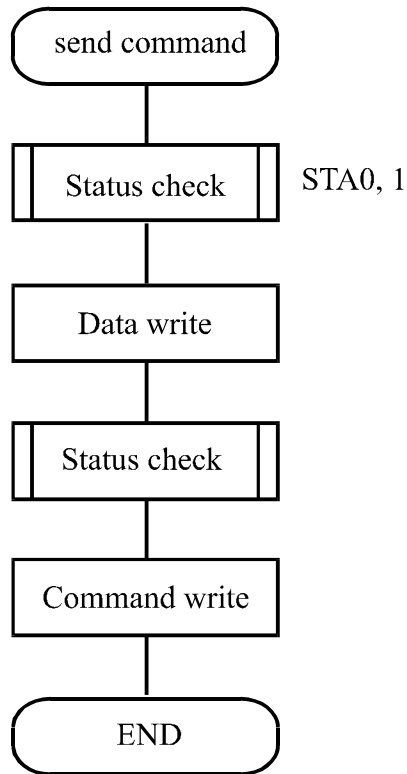 send command
Status check
STA0, 1
Data write
Status check
Command write
END